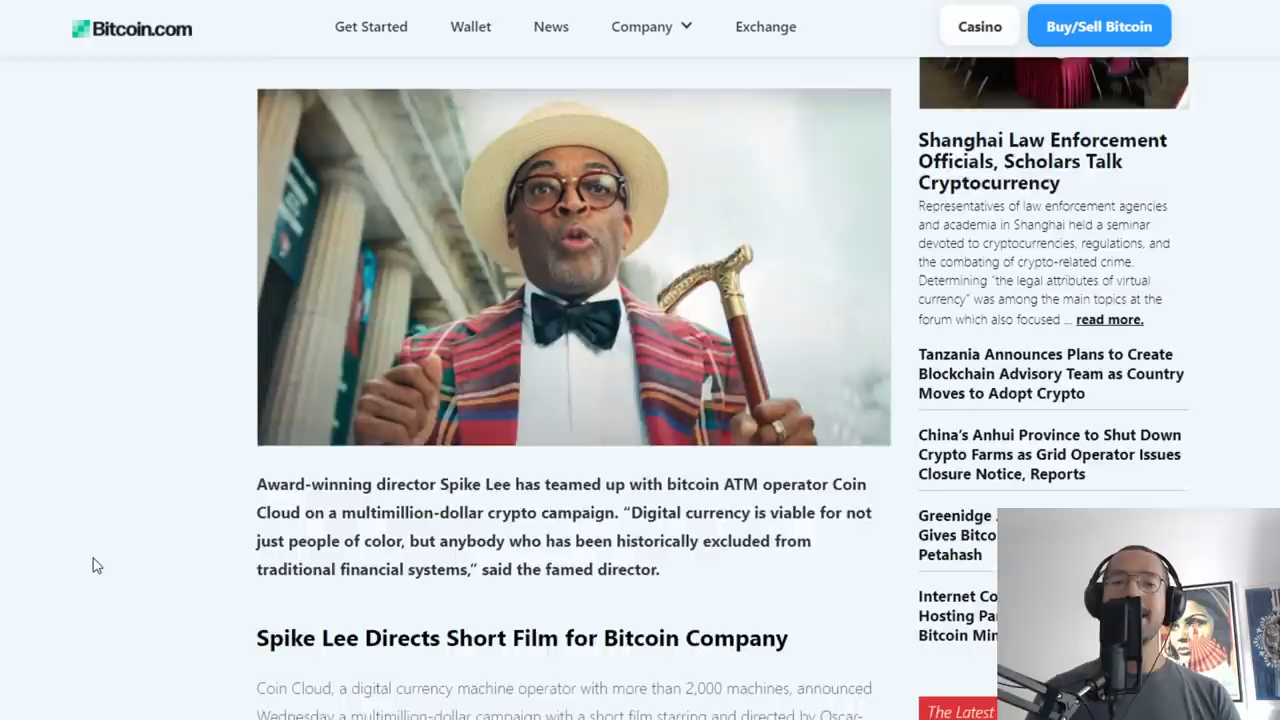 Bitcoin.com
Get Started
Wallet
News
Company
Exchange
Casino
Buy/Sell Bitcoin
Award-winning director Spike Lee has teamed up with bitcoin ATM operator Coin
Cloud on a multimillion-dollar crypto campaign. “Digital currency is viable for not
just people of color, but anybody who has been historically excluded from
traditional financial systems,” said the famed director.
Spike Lee Directs Short Film for Bitcoin Company
Coin Cloud, a digital currency machine operator with more than 2,000 machines, announced
Wednesday a multimillion-dollar campaign with a short film starring and directed by Oscar-
Shanghai Law Enforcement
Officials, Scholars Talk
Cryptocurrency
Representatives of law enforcement agencies
and academia in Shanghai held a seminar
devoted to cryptocurrencies, regulations, and
the combating of crypto-related crime.
Determining “the legal attributes of virtual
currency” was among the main topics at the
forum which also focused ... read more.
Tanzania Announces Plans to Create
Blockchain Advisory Team as Country
Moves to Adopt Crypto
China’s Anhui Province to Shut Down
Crypto Farms as Grid Operator Issues
Closure Notice, Reports
Greenidge
Gives Bitco
Petahash
Internet Co
Hosting Pa
Bitcoin Min
The Latest